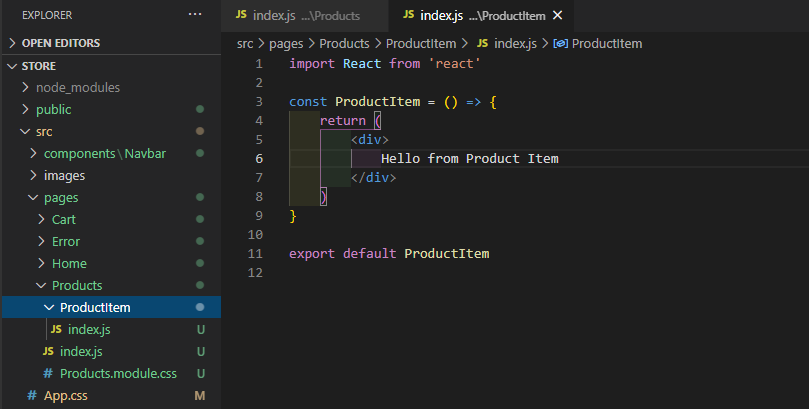 EXPLORER
OPEN EDITORS
STORE
node_modules
public
src
components\Navbar
images
pages
Cart
Error
Home
Products
ProductItem
JS index.js U
JS index.js U
# Products.module.css U
# App.css M
JS index.js ...\Products
JS index.js ...\ProductItem
src > pages > Products > ProductItem > JS index.js > ProductItem
1 import React from 'react'
2
3 const ProductItem = () => {
4 return (
5 <div>
6 Hello from Product Item
7 </div>
8 )
9 }
10
11 export default ProductItem
12